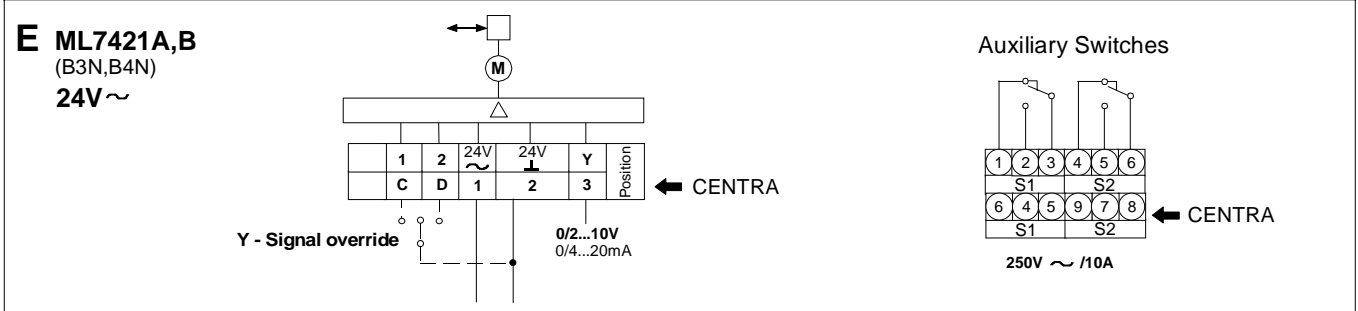 E ML7421A,B
(B3N,B4N)
24V ~
M
1 2 24V ~ 24V ⊥ Y Position
C D 1 2 3
CENTRA
Y - Signal override
0/2...10V
0/4...20mA
Auxiliary Switches
1 2 3 4 5 6
S1 S2
6 4 5 9 7 8
S1 S2
CENTRA
250V ~ /10A